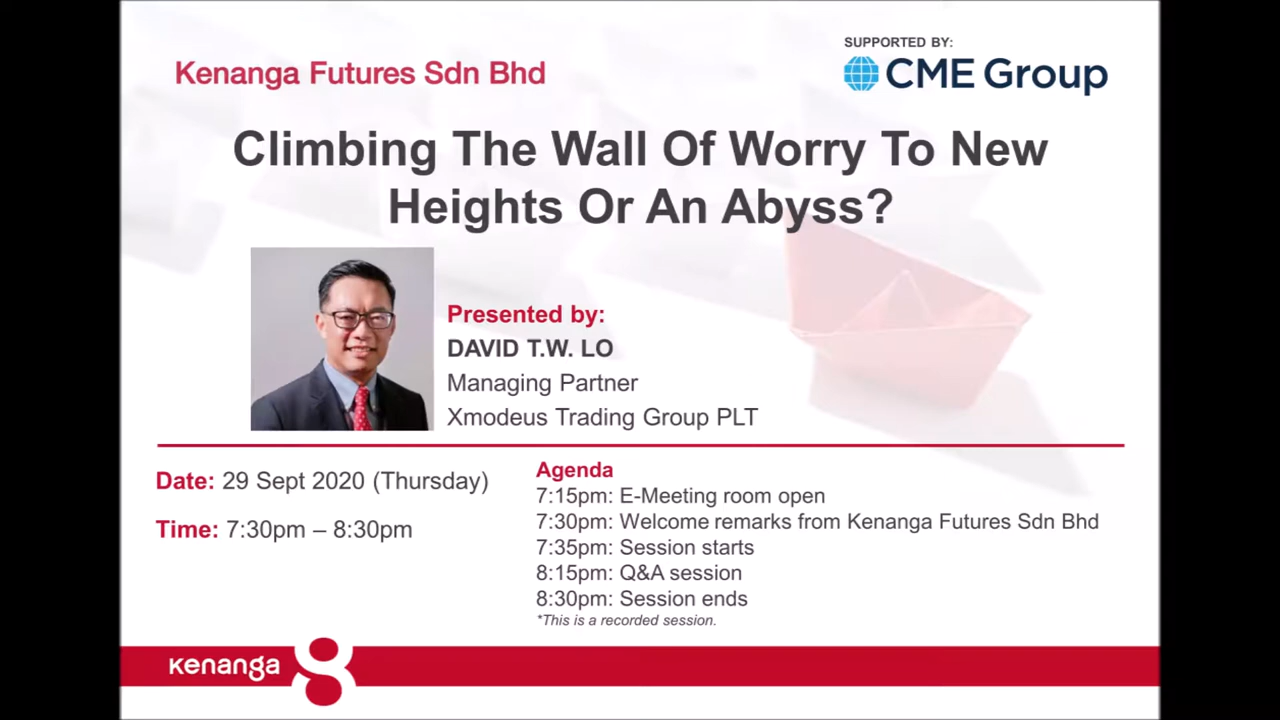 Kenanga Futures Sdn Bhd
SUPPORTED BY:
CME Group
Climbing The Wall Of Worry To New
Heights Or An Abyss?
Presented by:
DAVID T.W. LO
Managing Partner
Xmodeus Trading Group PLT
Date: 29 Sept 2020 (Thursday)
Time: 7:30pm – 8:30pm
Agenda
7:15pm: E-Meeting room open
7:30pm: Welcome remarks from Kenanga Futures Sdn Bhd
7:35pm: Session starts
8:15pm: Q&A session
8:30pm: Session ends
*This is a recorded session.
kenanga